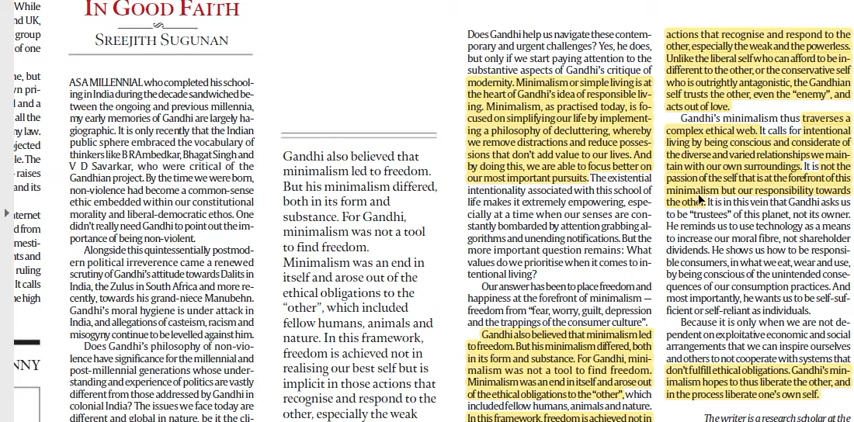 While
nd UK,
group
of one
ne, but
vn pri-
l and a
all the
ny law.
ojected
le. The
raises
and its
nternet
d from
mesti-
nts and
ruling
It calls
he high
NNY
IN GOOD FAITH
SREEJITH SUGUNAN
AS A MILLENNIAL who completed his school-
ing in India during the decade sandwiched be-
tween the ongoing and previous millennia,
my early memories of Gandhi are largely ha-
giographic. It is only recently that the Indian
public sphere embraced the vocabulary of
thinkers like B R Ambedkar, Bhagat Singh and
V D Savarkar, who were critical of the
Gandhian project. By the time we were born,
non-violence had become a common-sense
ethic embedded within our constitutional
morality and liberal-democratic ethos. One
didn't really need Gandhi to point out the im-
portance of being non-violent.
Alongside this quintessentially postmod-
ern political irreverence came a renewed
scrutiny of Gandhi's attitude towards Dalits in
India, the Zulus in South Africa and more re-
cently, towards his grand-niece Manubehn.
Gandhi's moral hygiene is under attack in
India, and allegations of casteism, racism and
misogyny continue to be levelled against him.
Does Gandhi's philosophy of non-vio-
lence have significance for the millennial and
post-millennial generations whose under-
standing and experience of politics are vastly
different from those addressed by Gandhi in
colonial India? The issues we face today are
different and global in nature, be it the cli-
Gandhi also believed that
minimalism led to freedom.
But his minimalism differed,
both in its form and
substance. For Gandhi,
minimalism was not a tool
to find freedom.
Minimalism was an end in
itself and arose out of the
ethical obligations to the
“other”, which included
fellow humans, animals and
nature. In this framework,
freedom is achieved not in
realising our best self but is
implicit in those actions that
recognise and respond to the
other, especially the weak
Does Gandhi help us navigate these contem-
porary and urgent challenges? Yes, he does,
but only if we start paying attention to the
substantive aspects of Gandhi's critique of
modernity. Minimalism or simple living is at
the heart of Gandhi's idea of responsible liv-
ing. Minimalism, as practised today, is fo-
cused on simplifying our life by implement-
ing a philosophy of decluttering, whereby
we remove distractions and reduce posses-
sions that don't add value to our lives. And
by doing this, we are able to focus better on
our most important pursuits. The existential
intentionality associated with this school of
life makes it extremely empowering, espe-
cially at a time when our senses are con-
stantly bombarded by attention grabbing al-
gorithms and unending notifications. But the
more important question remains: What
values do we prioritise when it comes to in-
tentional living?
Our answer has been to place freedom and
happiness at the forefront of minimalism —
freedom from “fear, worry, guilt, depression
and the trappings of the consumer culture”.
Gandhi also believed that minimalism led
to freedom. But his minimalism differed, both
in its form and substance. For Gandhi, mini-
malism was not a tool to find freedom.
Minimalism was an end in itself and arose out
of the ethical obligations to the “other”, which
included fellow humans, animals and nature.
In this framework, freedom is achieved not in
actions that recognise and respond to the
other, especially the weak and the powerless.
Unlike the liberal self who can afford to be in-
different to the other, or the conservative self
who is outrightly antagonistic, the Gandhian
self trusts the other, even the “enemy”, and
acts out of love.
Gandhi's minimalism thus traverses a
complex ethical web. It calls for intentional
living by being conscious and considerate of
the diverse and varied relationships we main-
tain with our own surroundings. It is not the
passion of the self that is at the forefront of this
minimalism but our responsibility towards
the other. It is in this vein that Gandhi asks us
to be “trustees” of this planet, not its owner.
He reminds us to use technology as a means
to increase our moral fibre, not shareholder
dividends. He shows us how to be responsi-
ble consumers, in what we eat, wear and use,
by being conscious of the unintended conse-
quences of our consumption practices. And
most importantly, he wants us to be self-suf-
ficient or self-reliant as individuals.
Because it is only when we are not de-
pendent on exploitative economic and social
arrangements that we can inspire ourselves
and others to not cooperate with systems that
don't fulfill ethical obligations. Gandhi's min-
imalism hopes to thus liberate the other, and
in the process liberate one's own self.
The writer is a research scholar at the